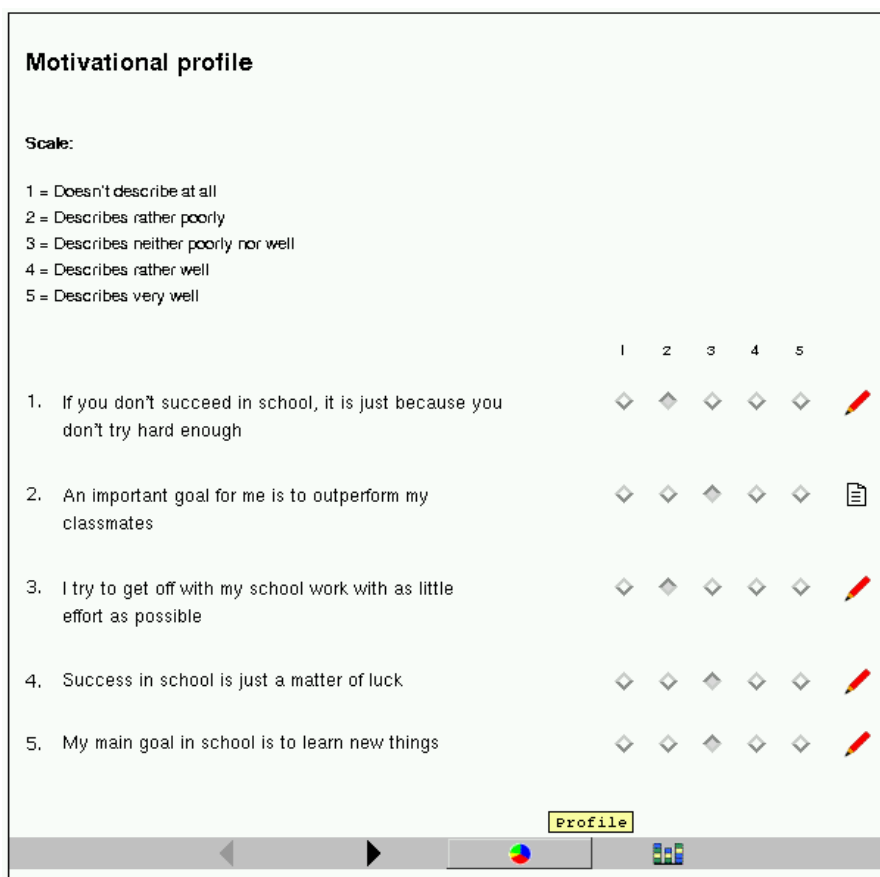 Motivational profile
Scale:
1 = Doesn't describe at all
2 = Describes rather poorly
3 = Describes neither poorly nor well
4 = Describes rather well
5 = Describes very well
1 2 3 4 5
1. If you don't succeed in school, it is just because you
don't try hard enough
2. An important goal for me is to outperform my
classmates
3. I try to get off with my school work with as little
effort as possible
4. Success in school is just a matter of luck
5. My main goal in school is to learn new things
Profile